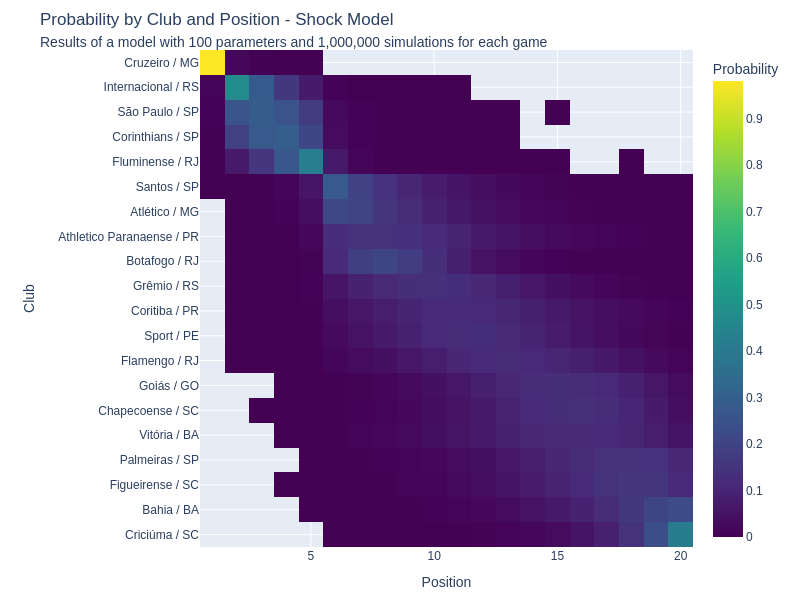 Probability by Club and Position - Shock Model
Results of a model with 100 parameters and 1,000,000 simulations for each game
Probability
Club
Cruzeiro / MG
Internacional / RS
São Paulo / SP
Corinthians / SP
Fluminense / RJ
Santos / SP
Atlético / MG
Athletico Paranaense / PR
Botafogo / RJ
Grêmio / RS
Coritiba / PR
Sport / PE
Flamengo / RJ
Goiás / GO
Chapecoense / SC
Vitória / BA
Palmeiras / SP
Figueirense / SC
Bahia / BA
Criciúma / SC
0.9
0.8
0.7
0.6
0.5
0.4
0.3
0.2
0.1
0
5 10 15 20
Position